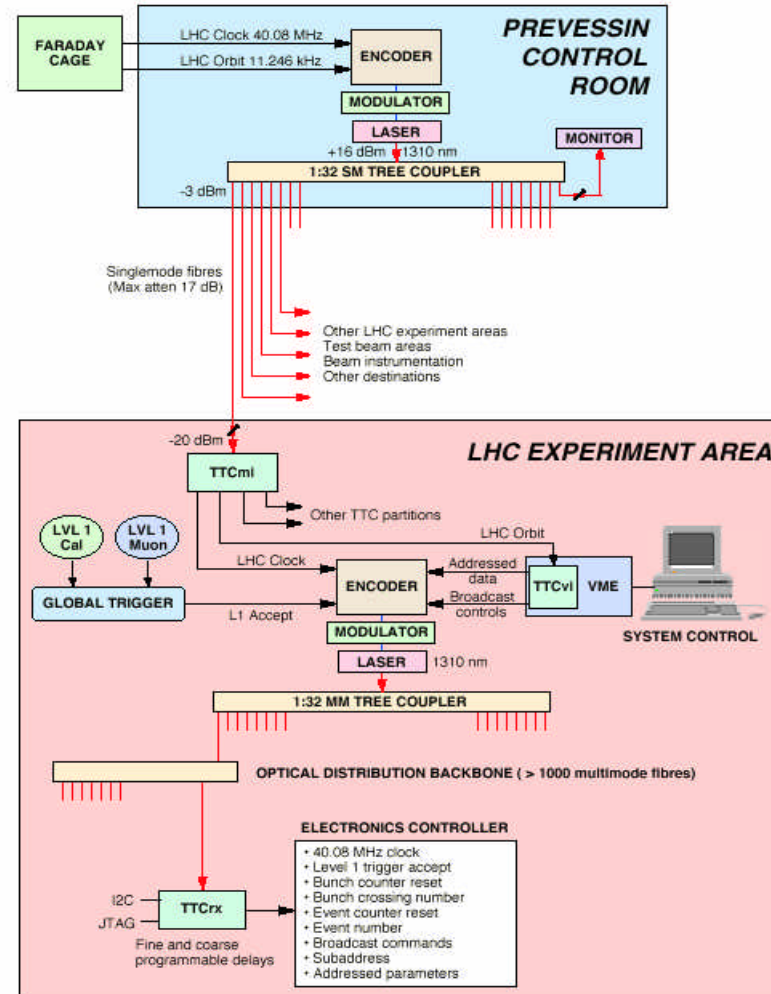 FARADAY
CAGE
LHC Clock 40.08 MHz
LHC Orbit 11.246 kHz
ENCODER
PREVESSIN
CONTROL
ROOM
MODULATOR
LASER
MONITOR
+16 dBm
1310 nm
1:32 SM TREE COUPLER
-3 dBm
Singlemode fibres
(Max atten 17 dB)
Other LHC experiment areas
Test beam areas
Beam instrumentation
Other destinations
-20 dBm
LHC EXPERIMENT AREA
TTCmi
Other TTC partitions
LHC Orbit
LVL 1
Cal
LVL 1
Muon
LHC Clock
ENCODER
Addressed
data
TTCvi
VME
GLOBAL TRIGGER
L1 Accept
Broadcast
controls
SYSTEM CONTROL
MODULATOR
LASER
1310 nm
1:32 MM TREE COUPLER
OPTICAL DISTRIBUTION BACKBONE ( > 1000 multimode fibres)
ELECTRONICS CONTROLLER
• 40.08 MHz clock
• Level 1 trigger accept
• Bunch counter reset
• Bunch crossing number
• Event counter reset
• Event number
• Broadcast commands
• Subaddress
• Addressed parameters
I2C
JTAG
TTCrx
Fine and coarse
programmable delays